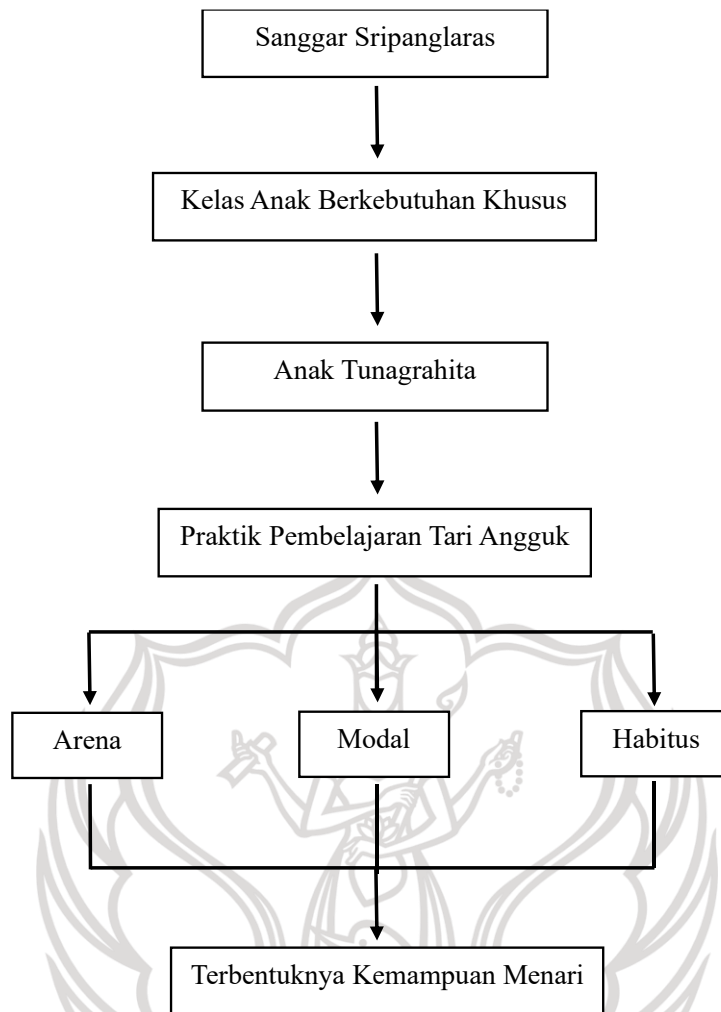 Sanggar Sripanglaras
Kelas Anak Berkebutuhan Khusus
Anak Tunagrahita
Praktik Pembelajaran Tari Angguk
Arena
Modal
Habitus
Terbentuknya Kemampuan Menari